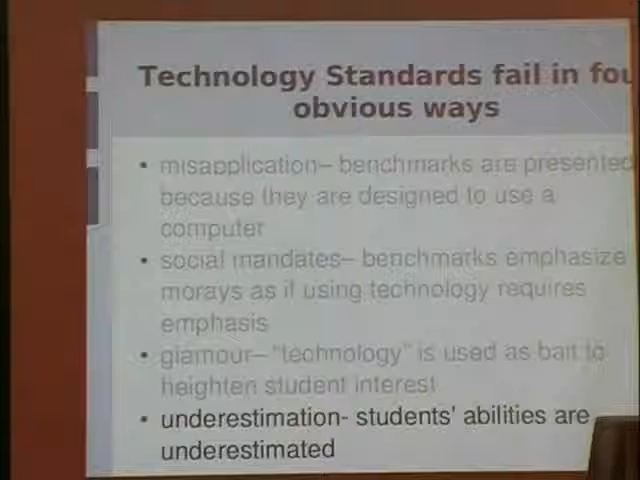 Technology Standards fail in fou
obvious ways
• misapplication– benchmarks are presented
because they are designed to use a
computer
• social mandates– benchmarks emphasize
morays as if using technology requires
emphasis
• glamour– "technology" is used as bait to
heighten student interest
• underestimation- students' abilities are
underestimated